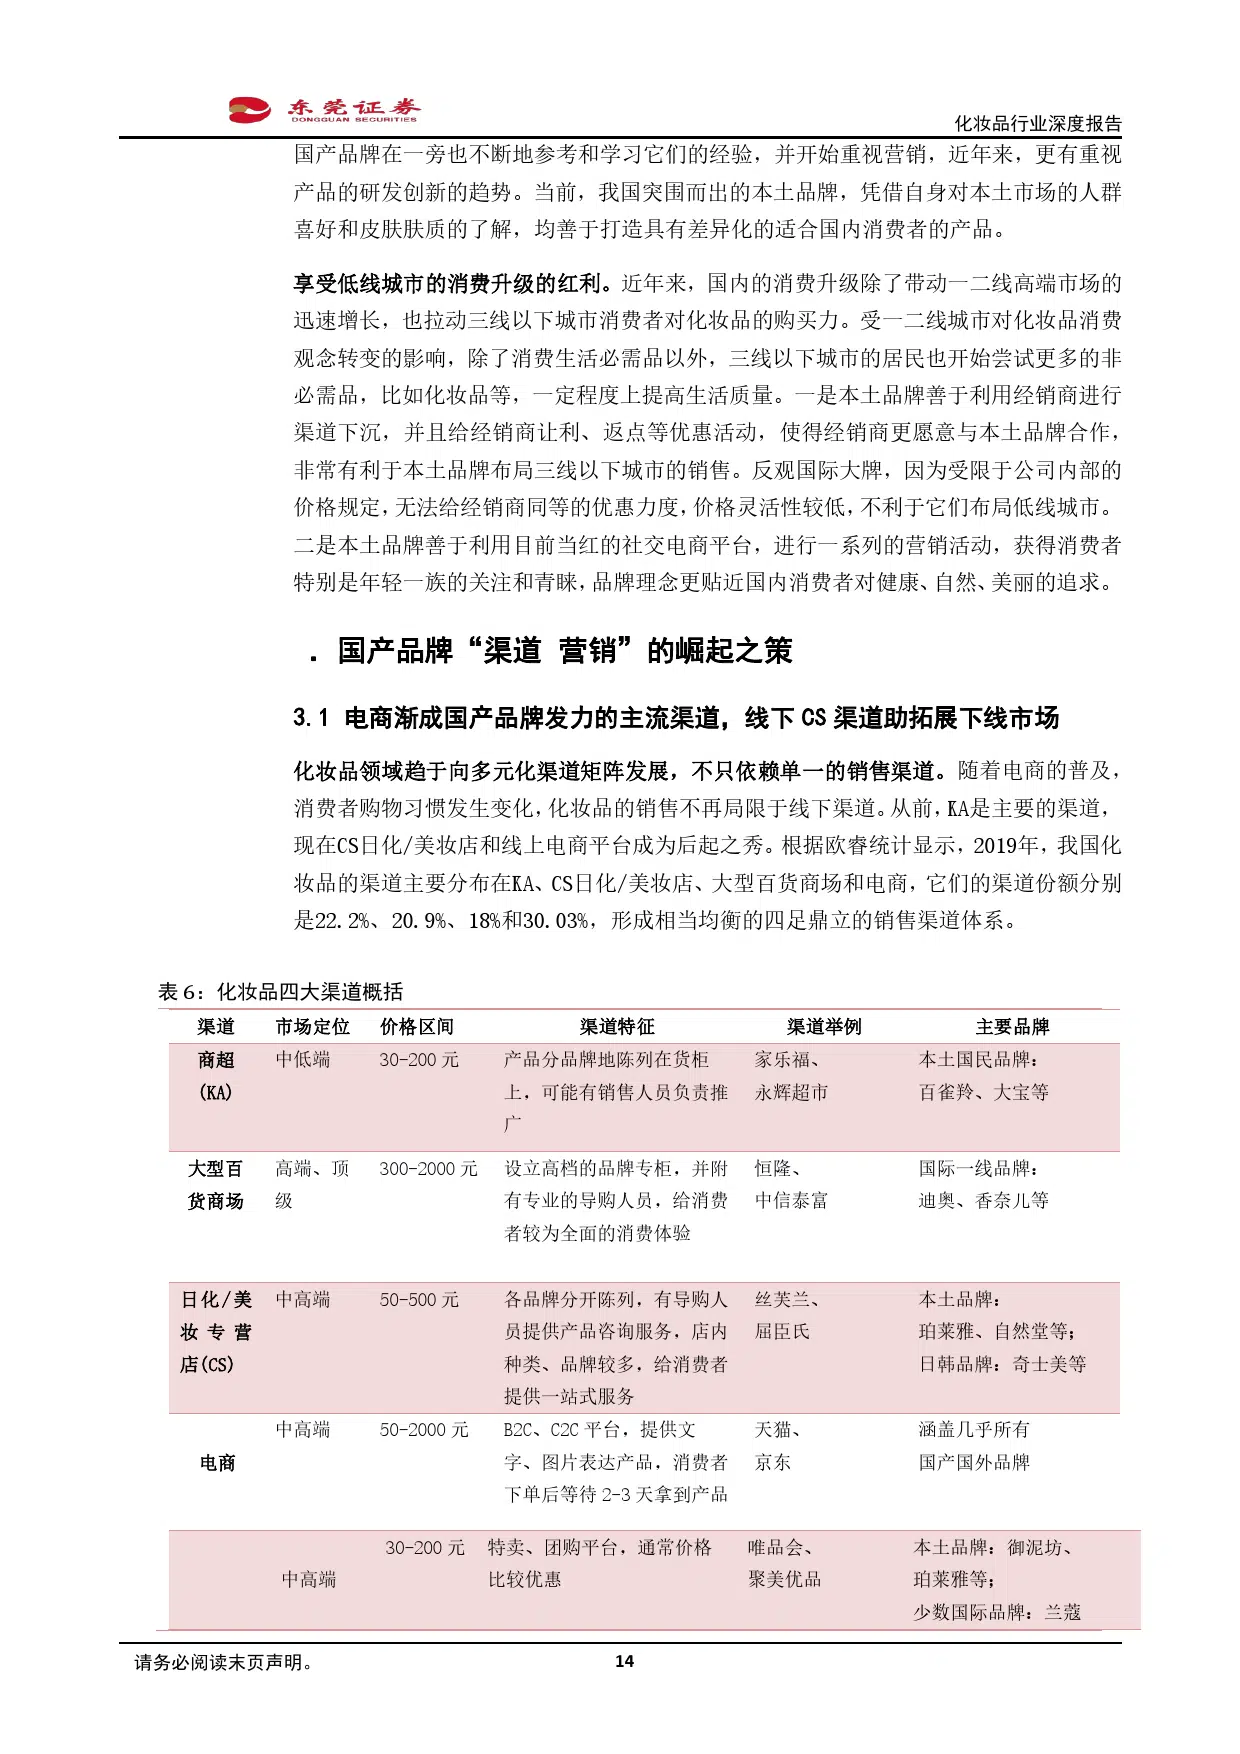 东莞证券
DONGGUAN SECURITIES
化妆品行业深度报告
国产品牌在一旁也不断地参考和学习它们的经验，并开始重视营销，近年来，更有重视
产品的研发创新的趋势。当前，我国突围而出的本土品牌，凭借自身对本土市场的人群
喜好和皮肤肤质的了解，均善于打造具有差异化的适合国内消费者的产品。
享受低线城市的消费升级的红利。近年来，国内的消费升级除了带动一二线高端市场的
迅速增长，也拉动三线以下城市消费者对化妆品的购买力。受一二线城市对化妆品消费
观念转变的影响，除了消费生活必需品以外，三线以下城市的居民也开始尝试更多的非
必需品，比如化妆品等，一定程度上提高生活质量。一是本土品牌善于利用经销商进行
渠道下沉，并且给经销商让利、返点等优惠活动，使得经销商更愿意与本土品牌合作，
非常有利于本土品牌布局三线以下城市的销售。反观国际大牌，因为受限于公司内部的
价格规定，无法给经销商同等的优惠力度，价格灵活性较低，不利于它们布局低线城市。
二是本土品牌善于利用目前当红的社交电商平台，进行一系列的营销活动，获得消费者
特别是年轻一族的关注和青睐，品牌理念更贴近国内消费者对健康、自然、美丽的追求。
. 国产品牌“渠道 营销”的崛起之策
3.1 电商渐成国产品牌发力的主流渠道，线下 CS 渠道助拓展下线市场
化妆品领域趋于向多元化渠道矩阵发展，不只依赖单一的销售渠道。随着电商的普及，
消费者购物习惯发生变化，化妆品的销售不再局限于线下渠道。从前，KA是主要的渠道，
现在CS日化/美妆店和线上电商平台成为后起之秀。根据欧睿统计显示，2019年，我国化
妆品的渠道主要分布在KA、CS日化/美妆店、大型百货商场和电商，它们的渠道份额分别
是22.2%、20.9%、18%和30.03%，形成相当均衡的四足鼎立的销售渠道体系。
表 6：化妆品四大渠道概括
渠道 市场定位 价格区间 渠道特征 渠道举例 主要品牌
商超 中低端 30-200 元 产品分品牌地陈列在货柜 家乐福、 本土国民品牌：
(KA) 上，可能有销售人员负责推 永辉超市 百雀羚、大宝等
广
大型百 高端、顶 300-2000 元 设立高档的品牌专柜，并附 恒隆、 国际一线品牌：
货商场 级 有专业的导购人员，给消费 中信泰富 迪奥、香奈儿等
者较为全面的消费体验
日化/美 中高端 50-500 元 各品牌分开陈列，有导购人 丝芙兰、 本土品牌：
妆 专 营 员提供产品咨询服务，店内 屈臣氏 珀莱雅、自然堂等；
店(CS) 种类、品牌较多，给消费者 日韩品牌：奇士美等
提供一站式服务
中高端 50-2000 元 B2C、C2C 平台，提供文 天猫、 涵盖几乎所有
电商 字、图片表达产品，消费者 京东 国产国外品牌
下单后等待 2-3 天拿到产品
30-200 元 特卖、团购平台，通常价格 唯品会、 本土品牌：御泥坊、
中高端 比较优惠 聚美优品 珀莱雅等；
少数国际品牌：兰蔻
请务必阅读末页声明。 14